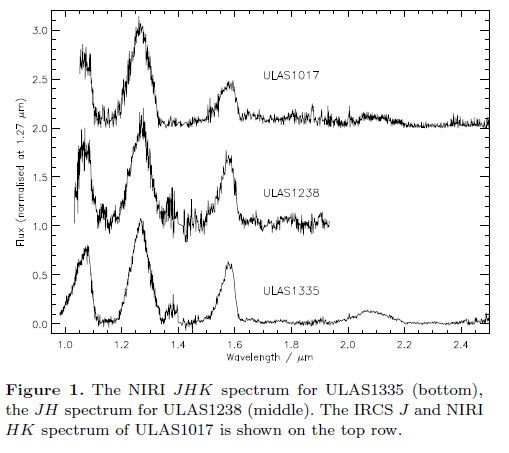 3.0
2.5
2.0
1.5
1.0
0.5
0.0
Flux (normalised at 1.27 μm)
ULAS1017
ULAS1238
ULAS1335
1.0 1.2 1.4 1.6 1.8 2.0 2.2 2.4
Wavelength / μm
Figure 1. The NIRI JHK spectrum for ULAS1335 (bottom),
the JH spectrum for ULAS1238 (middle). The IRCS J and NIRI
HK spectrum of ULAS1017 is shown on the top row.